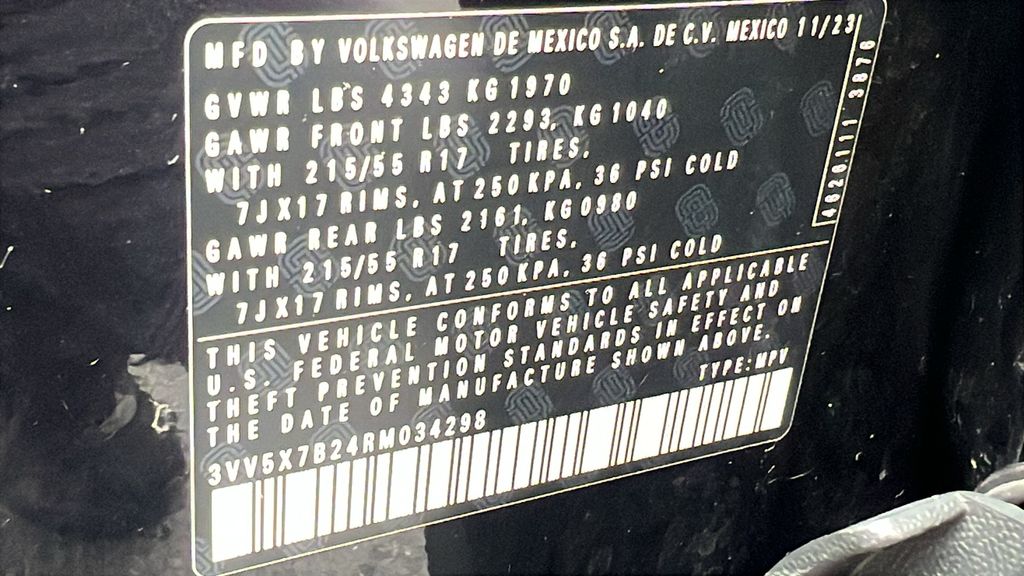 MFD BY VOLKSWAGEN DE MEXICO S.A. DE C.V. MEXICO 11/23
GVWR LBS 4343 KG 1970
GAWR FRONT LBS 2293, KG 1040
WITH 215/55 R17 TIRES,
7JX17 RIMS, AT 250 KPA, 36 PSI COLD
GAWR REAR LBS 2161, KG 0980
WITH 215/55 R17 TIRES,
7JX17 RIMS, AT 250 KPA, 36 PSI COLD
THIS VEHICLE CONFORMS TO ALL APPLICABLE
U.S. FEDERAL MOTOR VEHICLE SAFETY AND
THEFT PREVENTION STANDARDS IN EFFECT ON
THE DATE OF MANUFACTURE SHOWN ABOVE.
TYPE: MPV
3VV5X7B24RM034298